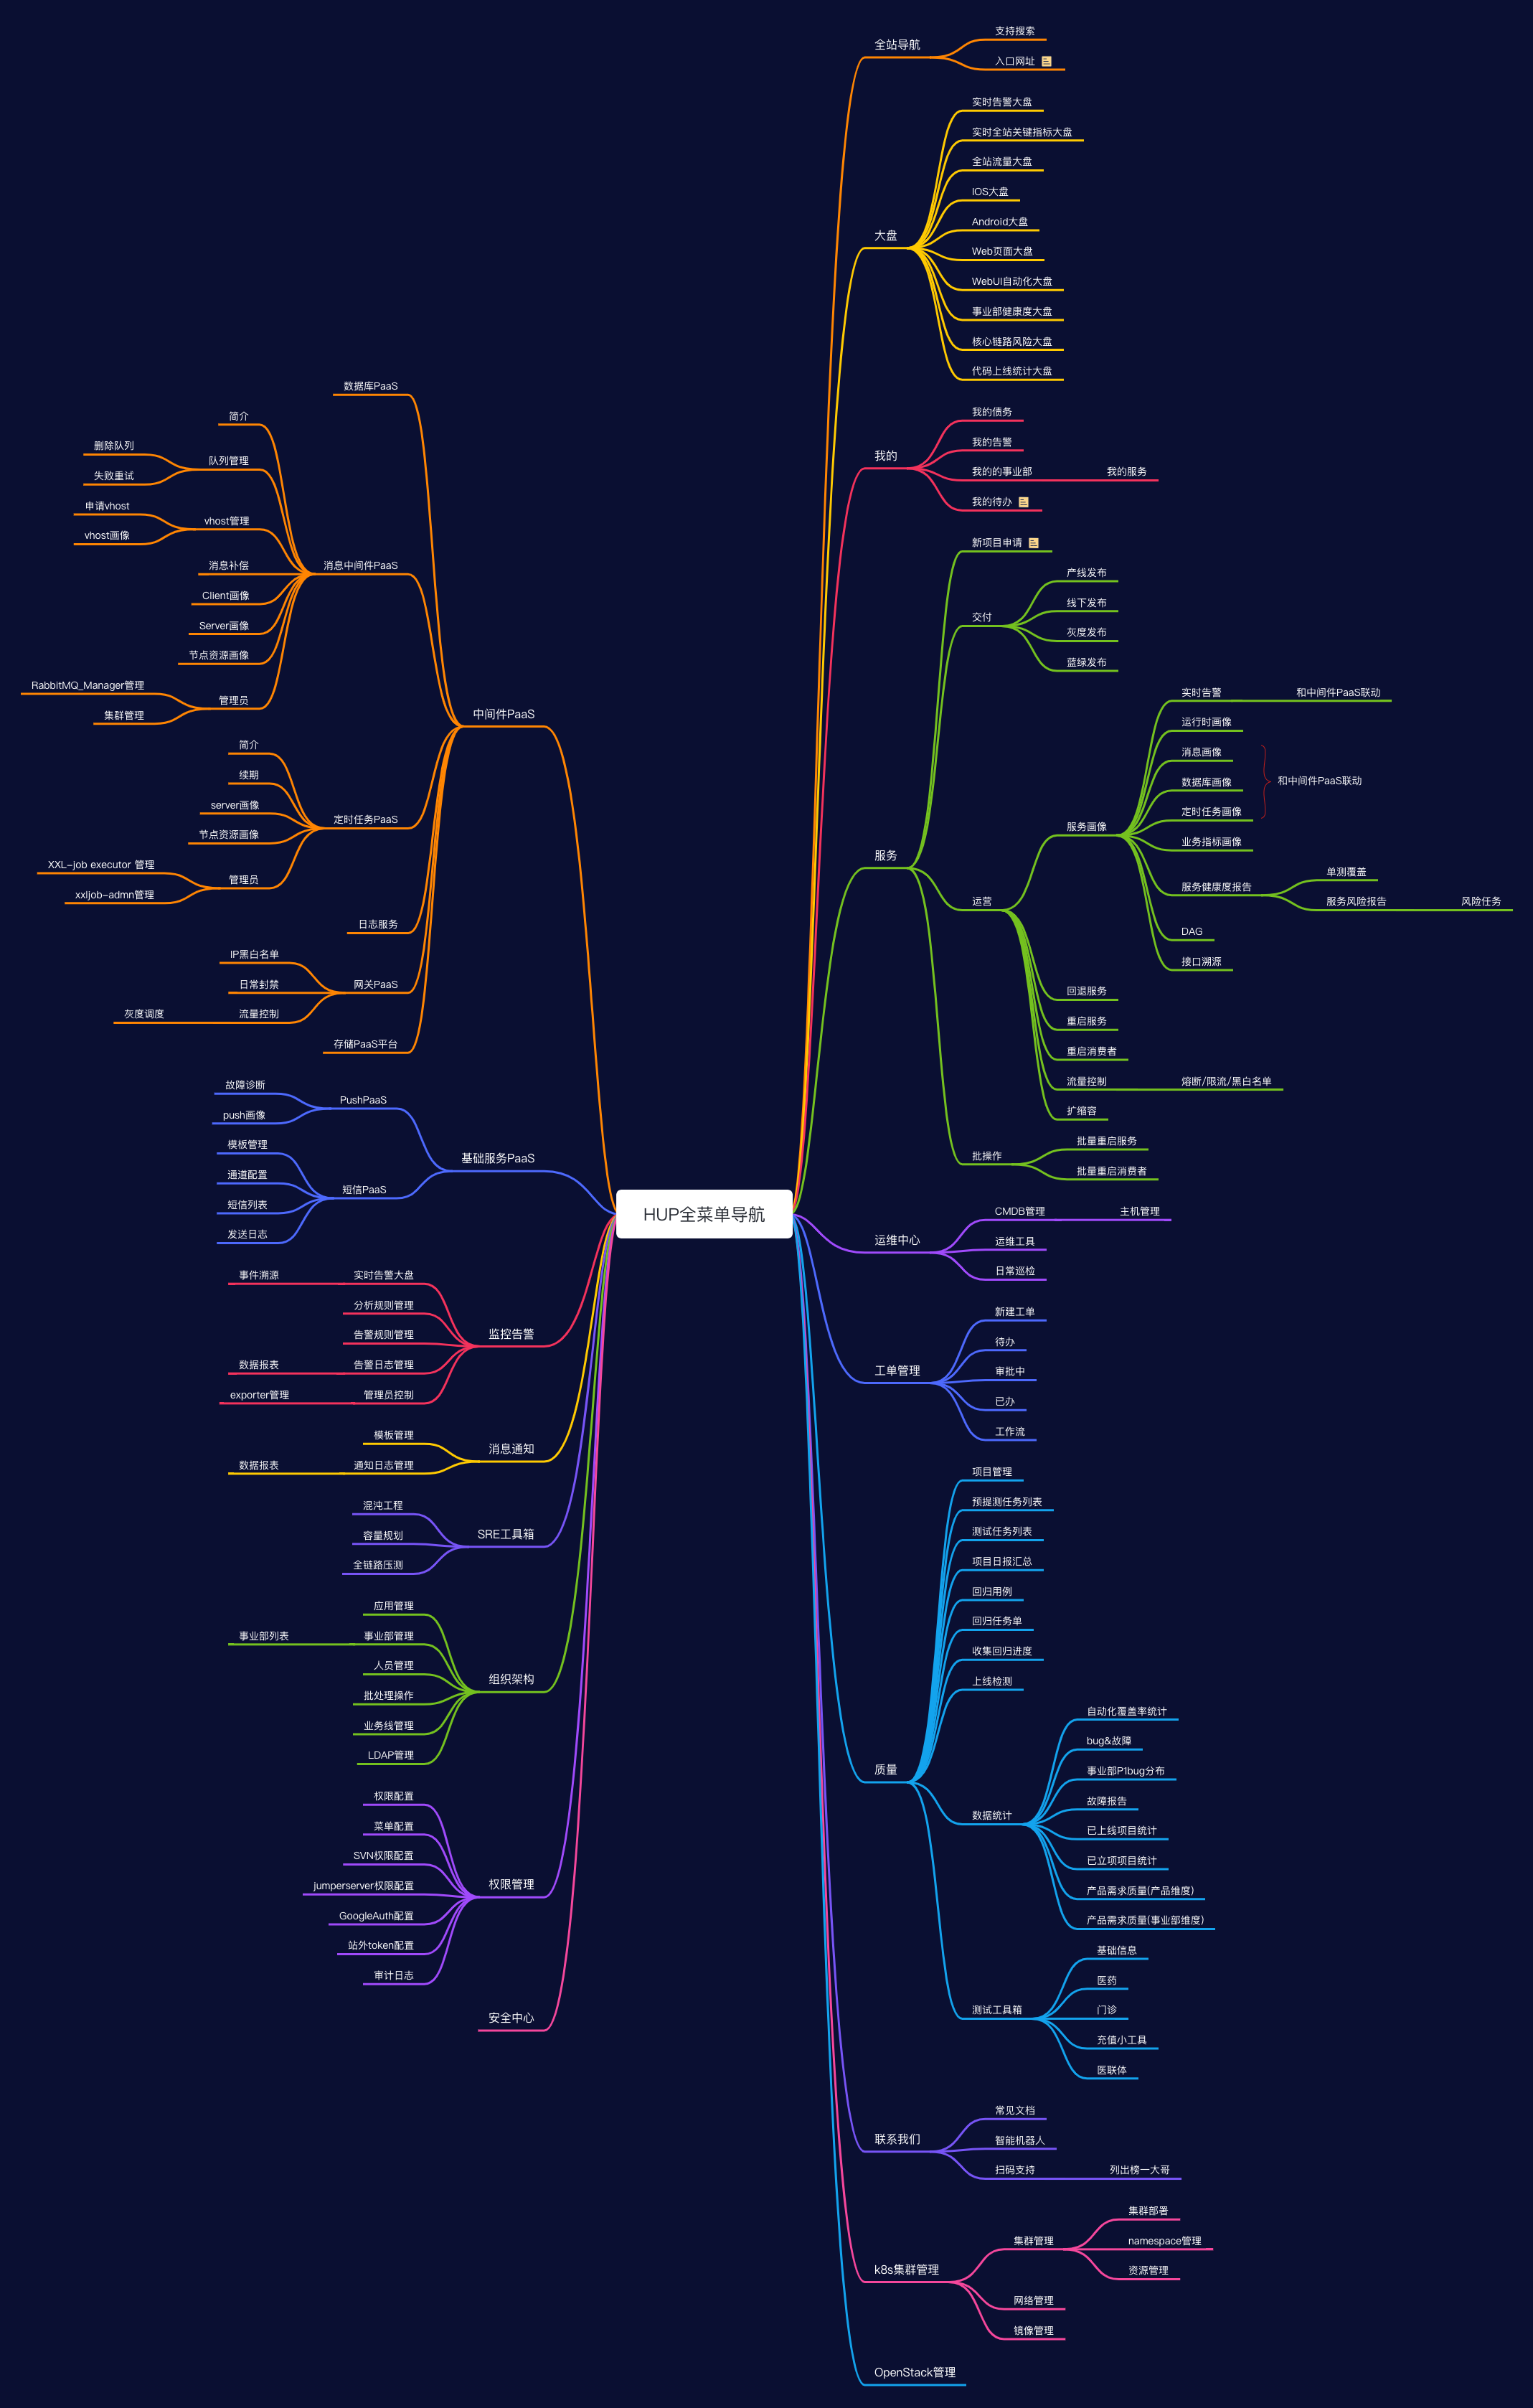 HUP全菜单导航
全站导航
支持搜索
入口网址
大盘
实时告警大盘
实时全站关键指标大盘
全站流量大盘
IOS大盘
Android大盘
Web页面大盘
WebUI自动化大盘
事业部健康度大盘
核心链路风险大盘
代码上线统计大盘
我的
我的债务
我的告警
我的的事业部
我的服务
我的待办
服务
新项目申请
交付
产线发布
线下发布
灰度发布
蓝绿发布
运营
服务画像
实时告警
和中间件PaaS联动
运行时画像
消息画像
数据库画像
定时任务画像
和中间件PaaS联动
业务指标画像
服务健康度报告
单测覆盖
服务风险报告
风险任务
DAG
接口溯源
回退服务
重启服务
重启消费者
流量控制
熔断/限流/黑白名单
扩缩容
批操作
批量重启服务
批量重启消费者
运维中心
CMDB管理
主机管理
运维工具
日常巡检
工单管理
新建工单
待办
审批中
已办
工作流
质量
项目管理
预提测任务列表
测试任务列表
项目日报汇总
回归用例
回归任务单
收集回归进度
上线检测
数据统计
自动化覆盖率统计
bug&故障
事业部P1bug分布
故障报告
已上线项目统计
已立项项目统计
产品需求质量(产品维度)
产品需求质量(事业部维度)
测试工具箱
基础信息
医药
门诊
充值小工具
医联体
联系我们
常见文档
智能机器人
扫码支持
列出榜一大哥
k8s集群管理
集群管理
集群部署
namespace管理
资源管理
网络管理
镜像管理
OpenStack管理
中间件PaaS
数据库PaaS
消息中间件PaaS
简介
队列管理
删除队列
失败重试
vhost管理
申请vhost
vhost画像
消息补偿
Client画像
Server画像
节点资源画像
管理员
RabbitMQ_Manager管理
集群管理
定时任务PaaS
简介
续期
server画像
节点资源画像
管理员
XXL-job executor 管理
xxljob-admn管理
日志服务
网关PaaS
IP黑白名单
日常封禁
流量控制
灰度调度
存储PaaS平台
基础服务PaaS
PushPaaS
故障诊断
push画像
短信PaaS
模板管理
通道配置
短信列表
发送日志
监控告警
实时告警大盘
事件溯源
分析规则管理
告警规则管理
告警日志管理
数据报表
管理员控制
exporter管理
消息通知
模板管理
通知日志管理
数据报表
SRE工具箱
混沌工程
容量规划
全链路压测
组织架构
应用管理
事业部管理
事业部列表
人员管理
批处理操作
业务线管理
LDAP管理
权限管理
权限配置
菜单配置
SVN权限配置
jumperserver权限配置
GoogleAuth配置
站外token配置
审计日志
安全中心